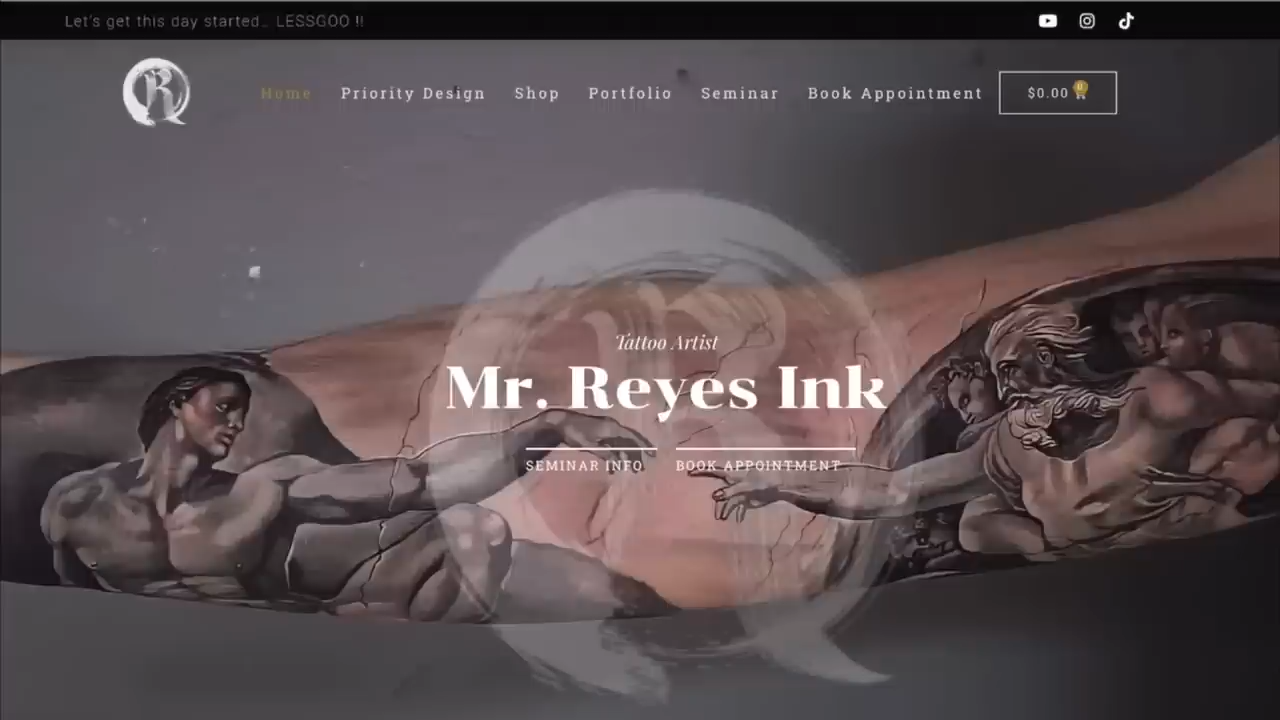 Let's get this day started... LESSGOO !!
R
Home Priority Design Shop Portfolio Seminar Book Appointment $0.00 0
Tattoo Artist
Mr. Reyes Ink
SEMINAR INFO BOOK APPOINTMENT